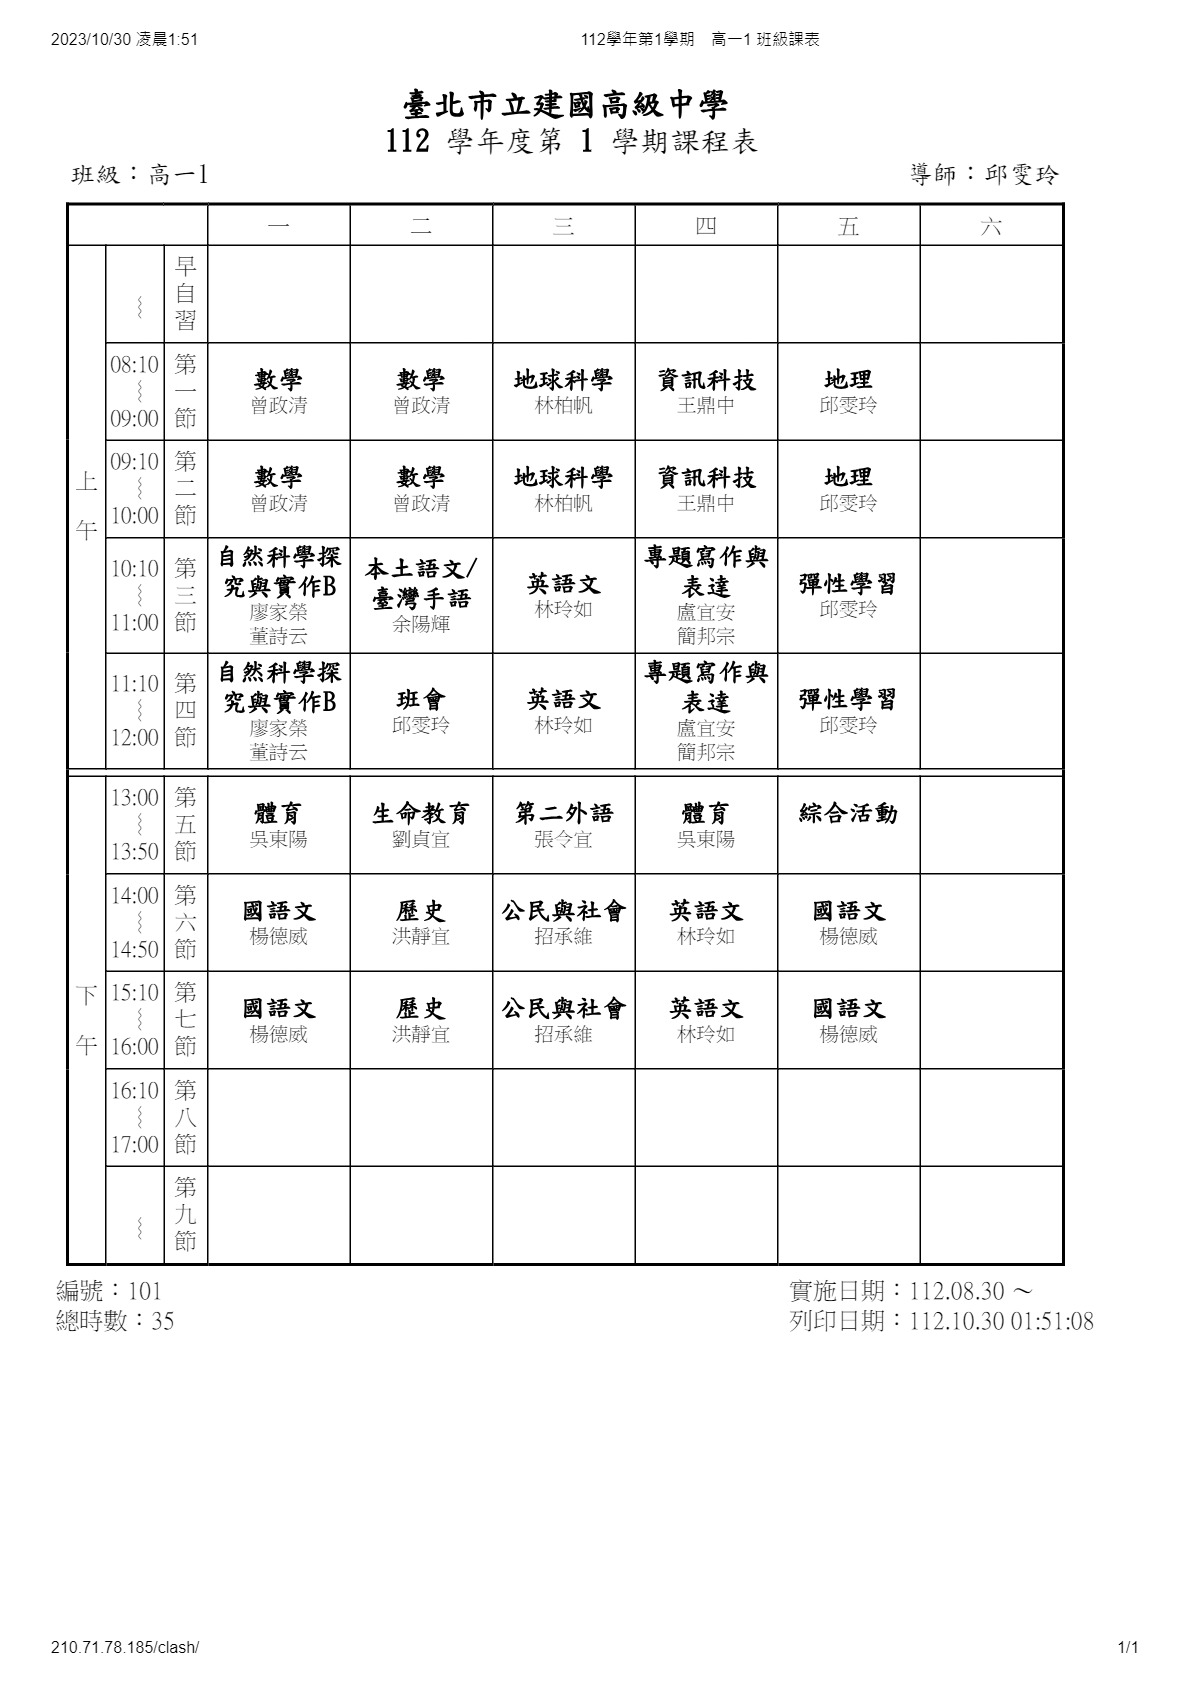 2023/10/30 凌晨1:51
112學年第1學期 高一1 班級課表
臺北市立建國高級中學
112 學年度第 1 學期課程表
班級：高一1
導師：邱雯玲
一 二 三 四 五 六
上午
～
早自習
08:10
～
09:00
第一節
數學
曾政清
數學
曾政清
地球科學
林柏帆
資訊科技
王鼎中
地理
邱雯玲
09:10
～
10:00
第二節
數學
曾政清
數學
曾政清
地球科學
林柏帆
資訊科技
王鼎中
地理
邱雯玲
10:10
～
11:00
第三節
自然科學探
究與實作B
廖家榮
董詩云
本土語文/
臺灣手語
余陽輝
英語文
林玲如
專題寫作與
表達
盧宜安
簡邦宗
彈性學習
邱雯玲
11:10
～
12:00
第四節
自然科學探
究與實作B
廖家榮
董詩云
班會
邱雯玲
英語文
林玲如
專題寫作與
表達
盧宜安
簡邦宗
彈性學習
邱雯玲
下午
13:00
～
13:50
第五節
體育
吳東陽
生命教育
劉貞宜
第二外語
張令宜
體育
吳東陽
綜合活動
14:00
～
14:50
第六節
國語文
楊德威
歷史
洪靜宜
公民與社會
招承維
英語文
林玲如
國語文
楊德威
15:10
～
16:00
第七節
國語文
楊德威
歷史
洪靜宜
公民與社會
招承維
英語文
林玲如
國語文
楊德威
16:10
～
17:00
第八節
～
第九節
編號：101
總時數：35
實施日期：112.08.30 ～
列印日期：112.10.30 01:51:08
210.71.78.185/clash/
1/1